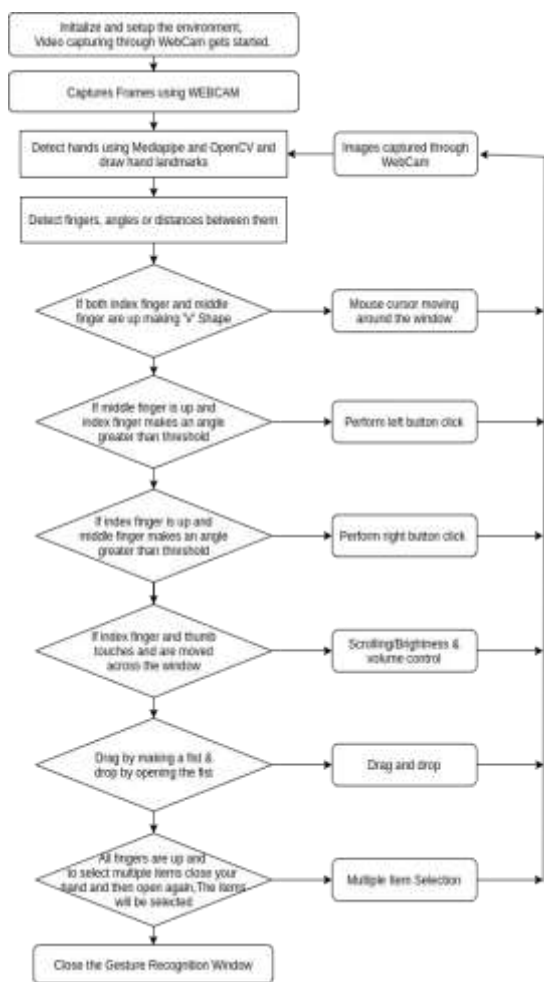 Initialize and setup the environment,
Video capturing through WebCam gets started.
Captures Frames using WEBCAM
Detect hands using Mediapipe and OpenCV and
draw hand landmarks
Images captured through
WebCam
Detect fingers, angles or distances between them
If both index finger and middle
finger are up making 'V' Shape
Mouse cursor moving
around the window
If middle finger is up and
index finger makes an angle
greater than threshold
Perform left button click
If index finger is up and
middle finger makes an angle
greater than threshold
Perform right button click
If index finger and thumb
touches and are moved
across the window
Scrolling/Brightness &
volume control
Drag by making a fist &
drop by opening the fist
Drag and drop
All fingers are up and
to select multiple items close your
hand and then open again,The items
will be selected
Multiple Item Selection
Close the Gesture Recognition Window